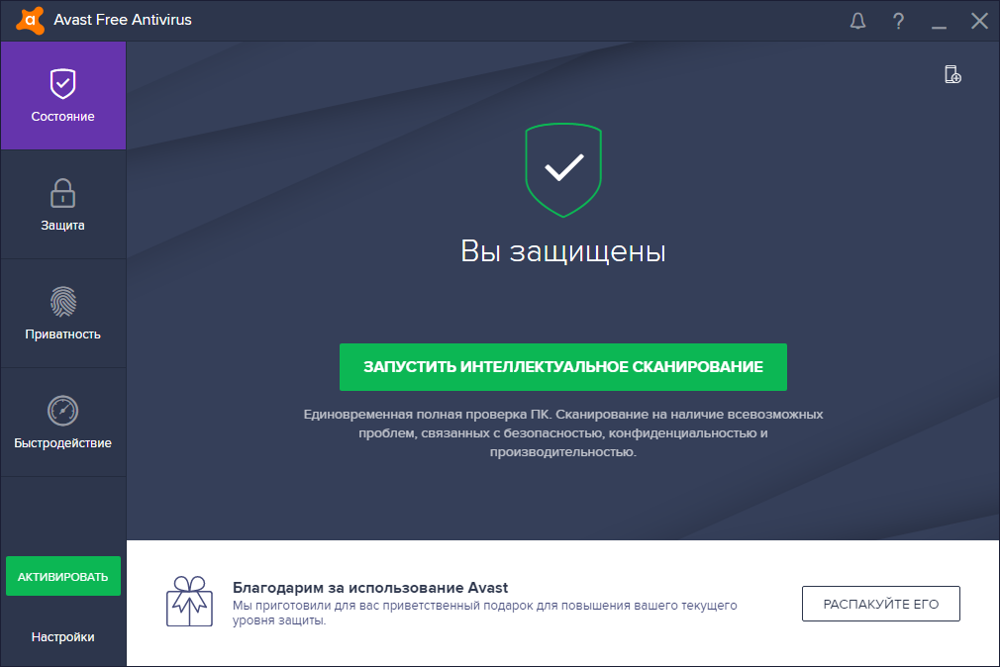 Avast Free Antivirus
Состояние
Защита
Приватность
Быстродействие
АКТИВИРОВАТЬ
Настройки
Вы защищены
ЗАПУСТИТЬ ИНТЕЛЛЕКТУАЛЬНОЕ СКАНИРОВАНИЕ
Единовременная полная проверка ПК. Сканирование на наличие всевозможных
проблем, связанных с безопасностью, конфиденциальностью и
производительностью.
Благодарим за использование Avast
Мы приготовили для вас приветственный подарок для повышения вашего текущего
уровня защиты.
РАСПАКУЙТЕ ЕГО